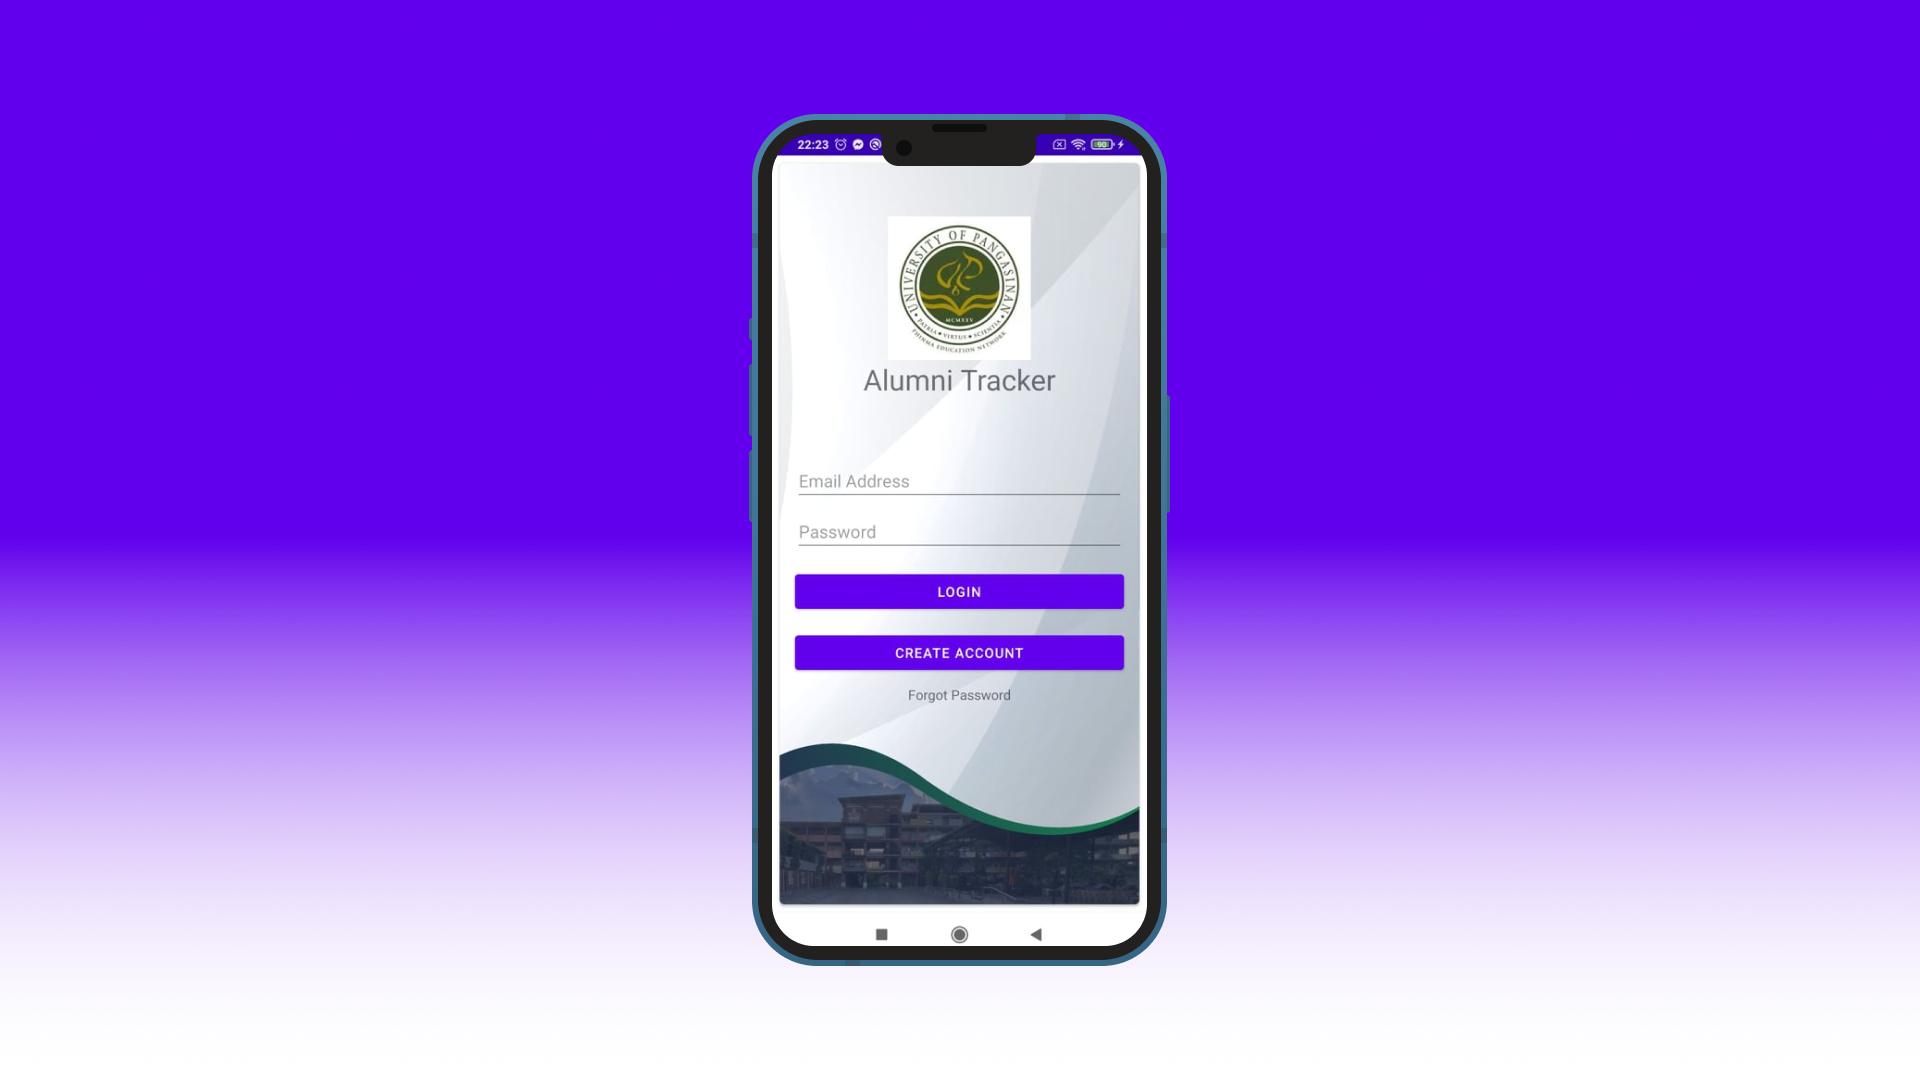 22:23
90
UNIVERSITY OF PANGASINAN
MCMXXV
PATRIA • VIRTUS • SCIENTIA
PHINMA EDUCATION NETWORK
Alumni Tracker
Email Address
Password
LOGIN
CREATE ACCOUNT
Forgot Password